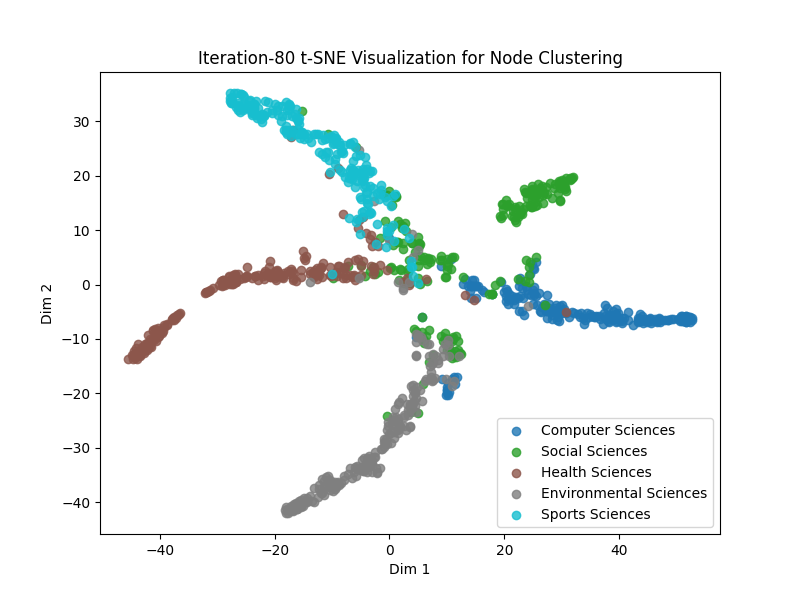 Iteration-80 t-SNE Visualization for Node Clustering
30
20
10
0
−10
−20
−30
−40
Dim 2
−40
−20
0
20
40
Dim 1
Computer Sciences
Social Sciences
Health Sciences
Environmental Sciences
Sports Sciences